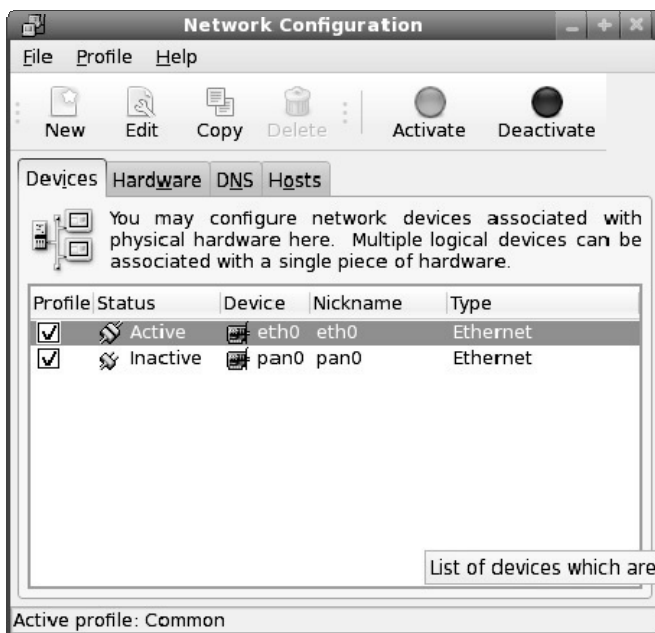 Network Configuration
File Profile Help
New Edit Copy Delete Activate Deactivate
Devices Hardware DNS Hosts
You may configure network devices associated with
physical hardware here. Multiple logical devices can be
associated with a single piece of hardware.
Profile Status Device Nickname Type
Active eth0 eth0 Ethernet
Inactive pan0 pan0 Ethernet
List of devices which are
Active profile: Common